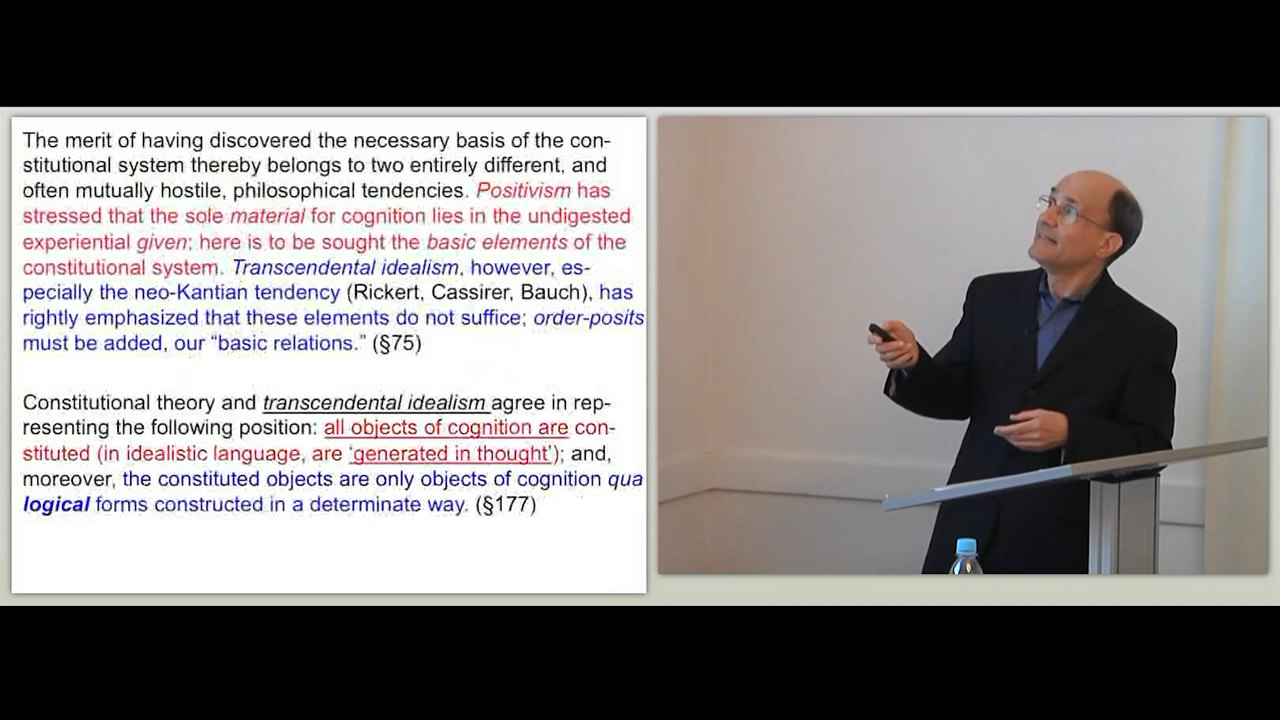 The merit of having discovered the necessary basis of the con-
stitutional system thereby belongs to two entirely different, and
often mutually hostile, philosophical tendencies. Positivism has
stressed that the sole material for cognition lies in the undigested
experiential given; here is to be sought the basic elements of the
constitutional system. Transcendental idealism, however, es-
pecially the neo-Kantian tendency (Rickert, Cassirer, Bauch), has
rightly emphasized that these elements do not suffice; order-posits
must be added, our “basic relations.” (§75)
Constitutional theory and transcendental idealism agree in rep-
resenting the following position: all objects of cognition are con-
stituted (in idealistic language, are ‘generated in thought’); and,
moreover, the constituted objects are only objects of cognition qua
logical forms constructed in a determinate way. (§177)